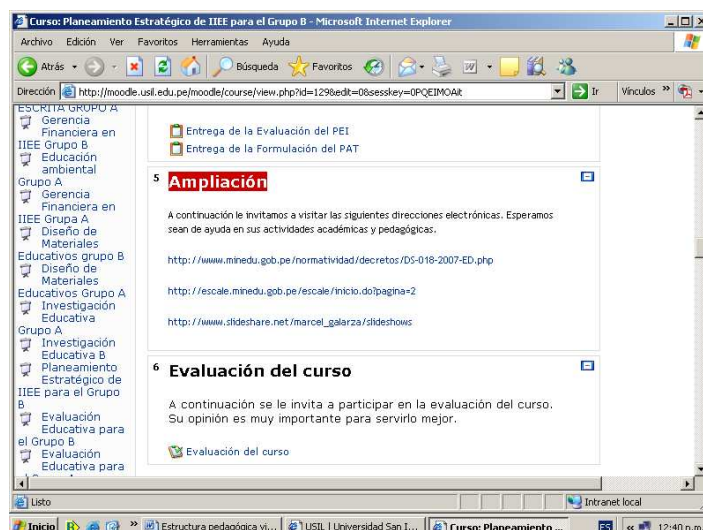 Curso: Planeamiento Estratégico de IIEE para el Grupo B - Microsoft Internet Explorer
Archivo Edición Ver Favoritos Herramientas Ayuda
Atrás Búsqueda Favoritos
Dirección http://moodle.usil.edu.pe/moodle/course/view.php?id=129&edit=0&sesskey=0PQEIMOAit Ir Vínculos »
ESCRITA GRUPO A
Gerencia
Financiera en
IIEE Grupo B
Educación
ambiental
Grupo A
Gerencia
Financiera en
IIEE Grupa A
Diseño de
Materiales
Educativos grupo B
Diseño de
Materiales
Educativos Grupo A
Investigación
Educativa
Grupo A
Investigación
Educativa B
Planeamiento
Estratégico de
IIEE para el Grupo
B
Evaluación
Educativa para
el Grupo B
Evaluación
Educativa para
Entrega de la Evaluación del PEI
Entrega de la Formulación del PAT
5 Ampliación
A continuación le invitamos a visitar las siguientes direcciones electrónicas. Esperamos
sean de ayuda en sus actividades académicas y pedagógicas.
http://www.minedu.gob.pe/normatividad/decretos/DS-018-2007-ED.php
http://escale.minedu.gob.pe/escale/inicio.do?pagina=2
http://www.slideshare.net/marcel_galarza/slideshows
6 Evaluación del curso
A continuación se le invita a participar en la evaluación del curso.
Su opinión es muy importante para servirlo mejor.
Evaluación del curso
Listo Intranet local
Inicio » Estructura pedagógica vi... USIL | Universidad San I... Curso: Planeamiento ... ES « 12:40 p.m.